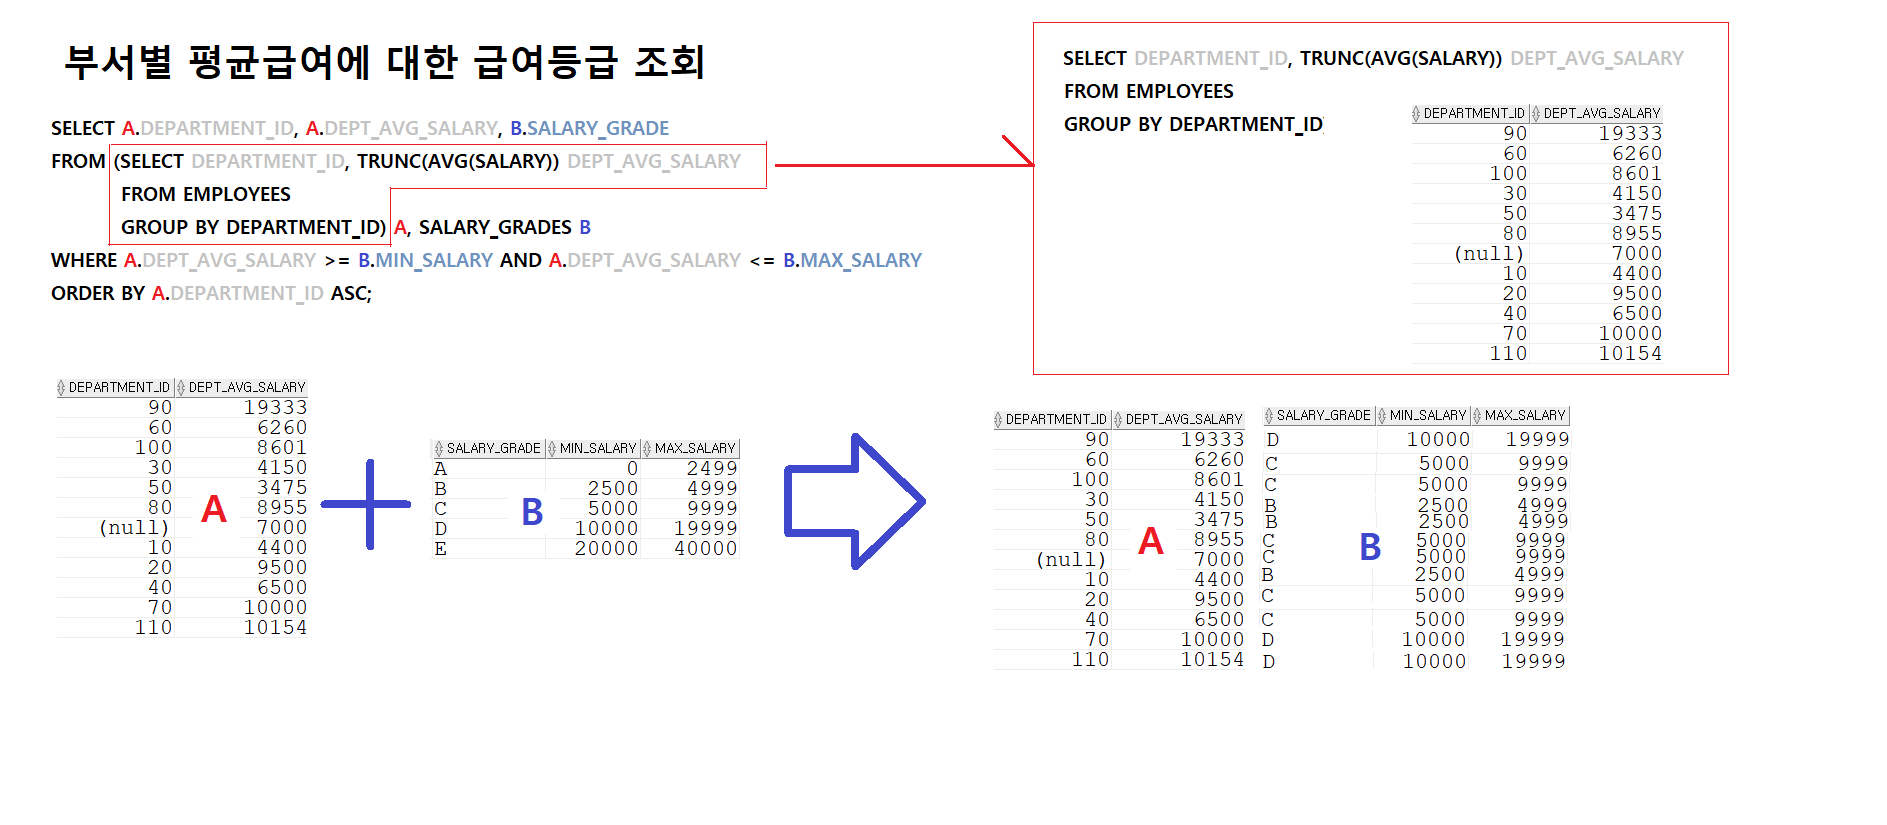 부서별 평균급여에 대한 급여등급 조회
SELECT A.DEPARTMENT_ID, A.DEPT_AVG_SALARY, B.SALARY_GRADE
FROM (SELECT DEPARTMENT_ID, TRUNC(AVG(SALARY)) DEPT_AVG_SALARY
FROM EMPLOYEES
GROUP BY DEPARTMENT_ID) A, SALARY_GRADES B
WHERE A.DEPT_AVG_SALARY >= B.MIN_SALARY AND A.DEPT_AVG_SALARY <= B.MAX_SALARY
ORDER BY A.DEPARTMENT_ID ASC;
SELECT DEPARTMENT_ID, TRUNC(AVG(SALARY)) DEPT_AVG_SALARY
FROM EMPLOYEES
GROUP BY DEPARTMENT_ID
DEPARTMENT_ID DEPT_AVG_SALARY
90 19333
60 6260
100 8601
30 4150
50 3475
80 8955
(null) 7000
10 4400
20 9500
40 6500
70 10000
110 10154
DEPARTMENT_ID DEPT_AVG_SALARY
90 19333
60 6260
100 8601
30 4150
50 3475
80 8955
(null) 7000
10 4400
20 9500
40 6500
70 10000
110 10154
A
SALARY_GRADE MIN_SALARY MAX_SALARY
A 0 2499
B 2500 4999
C 5000 9999
D 10000 19999
E 20000 40000
B
DEPARTMENT_ID DEPT_AVG_SALARY
90 19333
60 6260
100 8601
30 4150
50 3475
80 8955
(null) 7000
10 4400
20 9500
40 6500
70 10000
110 10154
A
SALARY_GRADE MIN_SALARY MAX_SALARY
D 10000 19999
C 5000 9999
C 5000 9999
B 2500 4999
B 2500 4999
C 5000 9999
C 5000 9999
B 2500 4999
C 5000 9999
C 5000 9999
D 10000 19999
D 10000 19999
B